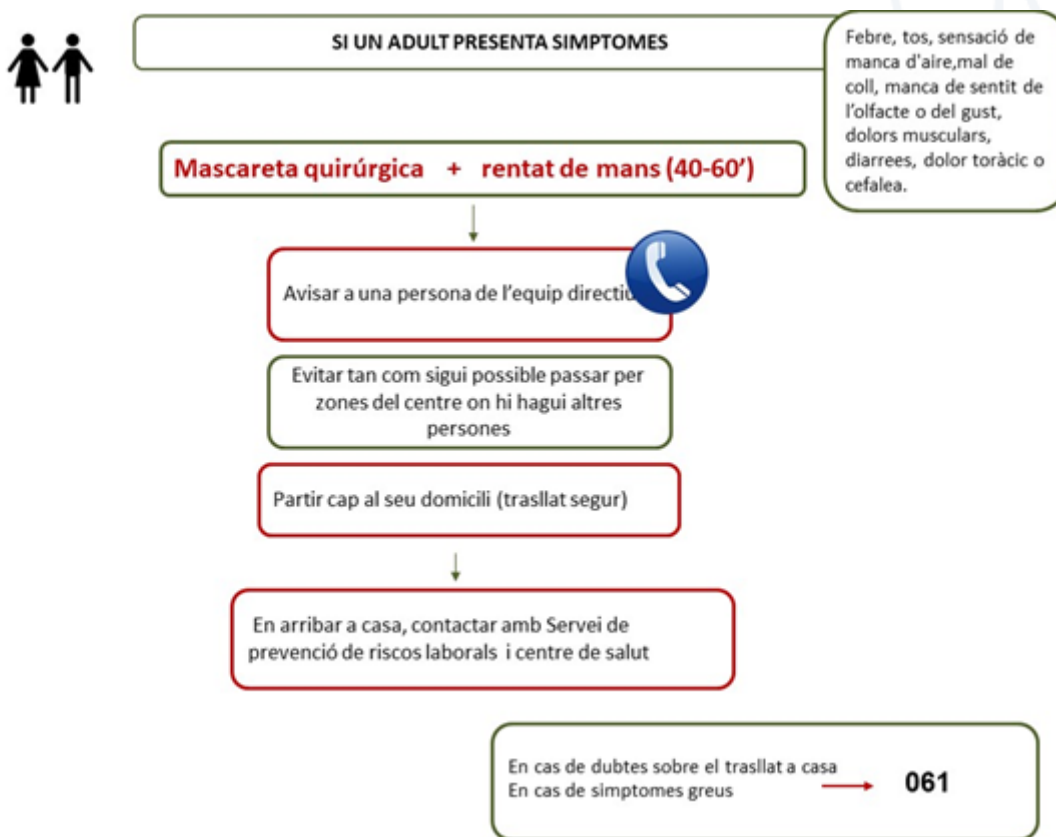 SI UN ADULT PRESENTA SIMPTOMES
Febre, tos, sensació de
manca d'aire,mal de
coll, manca de sentit de
l'olfacte o del gust,
dolors musculars,
diarrees, dolor toràcic o
cefalea.
Mascareta quirúrgica + rentat de mans (40-60')
Avisar a una persona de l'equip
Evitar tan com sigui possible passar per
zones del centre on hi hagui altres
persones
Partir cap al seu domicili (trasllat segur)
En arribar a casa, contactar amb Servei de
prevenció de riscos laborals i centre de salut
En cas de dubtes sobre el trasllat a casa
En cas de simptomes greus
061